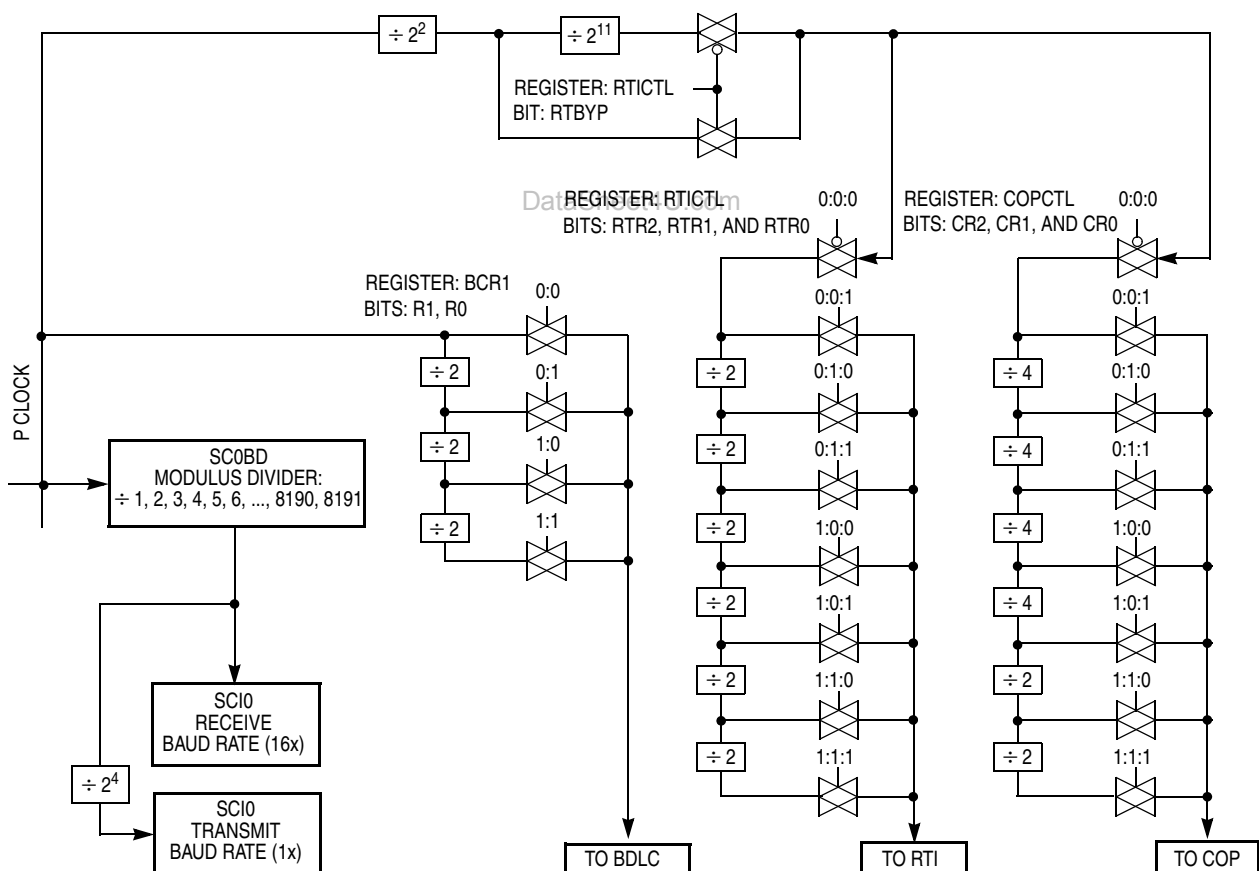 ÷ 2²
÷ 2¹¹
REGISTER: RTICTL
BIT: RTBYP
DataSheet4U.com
REGISTER: RTICTL
BITS: RTR2, RTR1, AND RTR0
0:0:0
REGISTER: COPCTL
BITS: CR2, CR1, AND CR0
0:0:0
REGISTER: BCR1
BITS: R1, R0
0:0
0:0:1
0:0:1
÷ 2
÷ 2
÷ 4
0:1
0:1:0
0:1:0
P CLOCK
÷ 2
÷ 2
÷ 4
1:0
0:1:1
0:1:1
SC0BD
MODULUS DIVIDER:
÷ 1, 2, 3, 4, 5, 6, ..., 8190, 8191
÷ 2
÷ 2
÷ 4
1:1
1:0:0
1:0:0
÷ 2
÷ 4
1:0:1
1:0:1
÷ 2
÷ 2
1:1:0
1:1:0
SCI0
RECEIVE
BAUD RATE (16x)
÷ 2
÷ 2
1:1:1
1:1:1
÷ 2⁴
SCI0
TRANSMIT
BAUD RATE (1x)
TO BDLC
TO RTI
TO COP